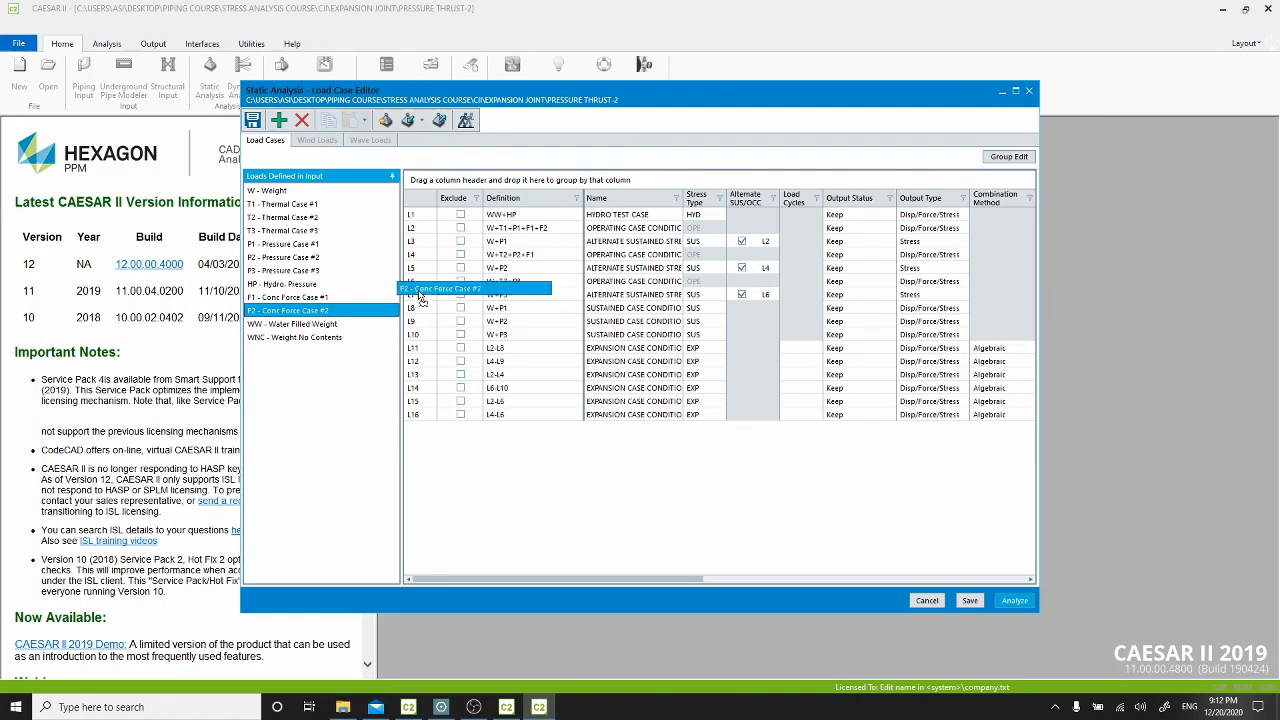 CAESAR II - [C:\USERS\ASI\DESKTOP\PIPING COURSE\STRESS ANALYSIS COURSE\CII\EXPANSION JOINT\PRESSURE THRUST-2]
File Home Analysis Output Interfaces Utilities Help Layout
New Open Piping Input Underground Pipe Modeler Structural Input Static Analysis
File Input
HEXAGON
PPM
CAD
Anal
Latest CAESAR II Version Informatio
Version Year Build Build Da
12 NA 12.00.00.4000 04/03/20
11 2019 11.00.00.4800 11/10/20
10 2018 10.00.02.0402 09/11/20
Important Notes:
Service Pack 4is available from Smart Support f
(2019). This Service Pack optimizes the implem
licensing mechanism. Note that, like Service Pac
not support the previous licensing mechanisms
CodeCAD offers on-line, virtual CAESAR II train
CAESAR II is no longer responding to HASP key
As of Version 12, CAESAR II only supports ISL l
not respond to HASP or SPLM licensing. To pre
contact your sales representative, or send a req
transitioning to ISL licensing.
You can search ISL details to your questions he
Also see ISL training videos
Version 10 (2018) Service Pack 2, Hot Fix 2 opt
checks. This will improve performance when acc
under the ISL client. This "Service Pack/Hot Fix"
everyone running Version 10.
Now Available:
CAESAR II 2019 Demo: A limited version of the product that can be used
as an introduction to the most frequently used features.
Static Analysis - Load Case Editor
C:\USERS\ASI\DESKTOP\PIPING COURSE\STRESS ANALYSIS COURSE\CII\EXPANSION JOINT\PRESSURE THRUST-2
Load Cases Wind Loads Wave Loads
Group Edit
Loads Defined in Input
W - Weight
T1 - Thermal Case #1
T2 - Thermal Case #2
T3 - Thermal Case #3
P1 - Pressure Case #1
P2 - Pressure Case #2
P3 - Pressure Case #3
HP - Hydro. Pressure
F1 - Conc Force Case #1
F2 - Conc Force Case #2
WW - Water Filled Weight
WNC - Weight No Contents
Drag a column header and drop it here to group by that column
Exclude Definition Name Stress Type Alternate SUS/OCC Load Cycles Output Status Output Type Combination Method
L1 WW+HP HYDRO TEST CASE HYD Keep Disp/Force/Stress
L2 W+T1+P1+F1+F2 OPERATING CASE CONDITIC OPE Keep Disp/Force/Stress
L3 W+P1 ALTERNATE SUSTAINED STRE SUS L2 Keep Stress
L4 W+T2+P2+F1 OPERATING CASE CONDITIC OPE Keep Disp/Force/Stress
L5 W+P2 ALTERNATE SUSTAINED STRE SUS L4 Keep Stress
OPERATING CASE CONDITIC OPE Keep Disp/Force/Stress
F2 - Conc Force Case #2
ALTERNATE SUSTAINED STRE SUS L6 Keep Stress
L8 W+P1 SUSTAINED CASE CONDITIC SUS Keep Disp/Force/Stress
L9 W+P2 SUSTAINED CASE CONDITIC SUS Keep Disp/Force/Stress
L10 W+P3 SUSTAINED CASE CONDITIC SUS Keep Disp/Force/Stress
L11 L2-L8 EXPANSION CASE CONDITIO EXP Keep Disp/Force/Stress Algebraic
L12 L4-L9 EXPANSION CASE CONDITIO EXP Keep Disp/Force/Stress Algebraic
L13 L2-L4 EXPANSION CASE CONDITIO EXP Keep Disp/Force/Stress Algebraic
L14 L6-L10 EXPANSION CASE CONDITIO EXP Keep Disp/Force/Stress Algebraic
L15 L2-L6 EXPANSION CASE CONDITIO EXP Keep Disp/Force/Stress Algebraic
L16 L4-L6 EXPANSION CASE CONDITIO EXP Keep Disp/Force/Stress Algebraic
Cancel Save Analyze
CAESAR II 2019
11.00.00.4800 (Build 190424)
Licensed To: Edit name in <system>\company.txt
Type here to search
ENG
9:12 PM
12/20/2020